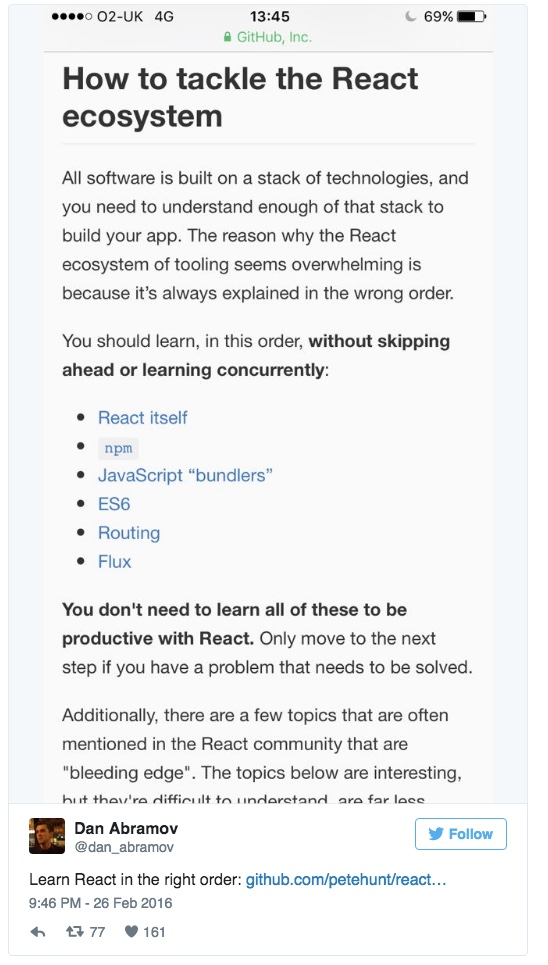 O2-UK 4G 13:45 69%
GitHub, Inc.
How to tackle the React
ecosystem
All software is built on a stack of technologies, and
you need to understand enough of that stack to
build your app. The reason why the React
ecosystem of tooling seems overwhelming is
because it’s always explained in the wrong order.
You should learn, in this order, without skipping
ahead or learning concurrently:
• React itself
• npm
• JavaScript “bundlers”
• ES6
• Routing
• Flux
You don't need to learn all of these to be
productive with React. Only move to the next
step if you have a problem that needs to be solved.
Additionally, there are a few topics that are often
mentioned in the React community that are
"bleeding edge". The topics below are interesting,
but they're difficult to understand, are far less
Dan Abramov
@dan_abramov
Follow
Learn React in the right order: github.com/petehunt/react…
9:46 PM - 26 Feb 2016
77 161